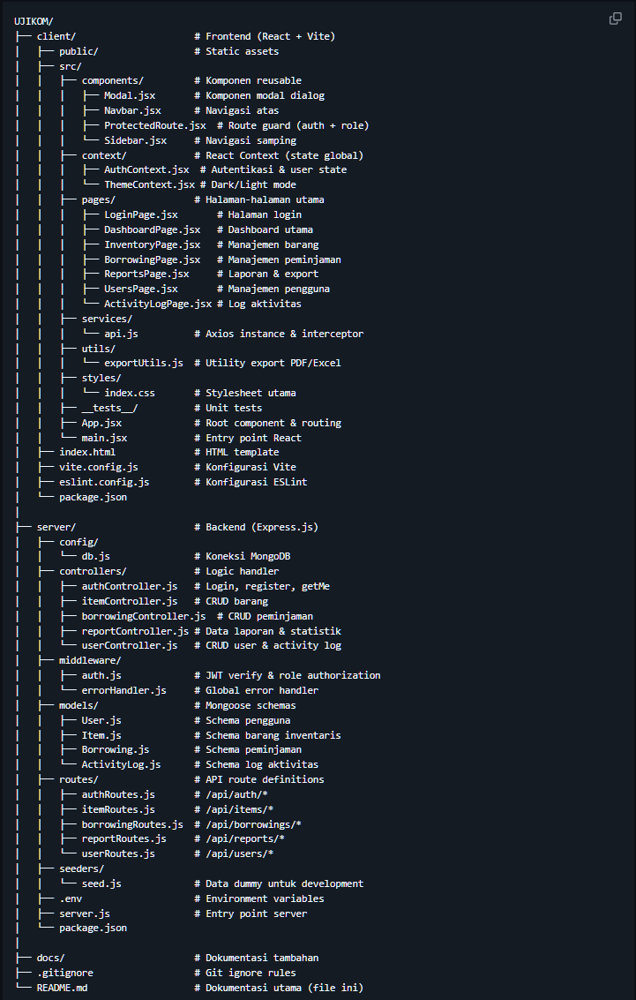 UJIKOM/
├── client/                 # Frontend (React + Vite)
│   ├── public/             # Static assets
│   ├── src/
│   │   ├── components/     # Komponen reusable
│   │   │   ├── Modal.jsx       # Komponen modal dialog
│   │   │   ├── Navbar.jsx      # Navigasi atas
│   │   │   ├── ProtectedRoute.jsx  # Route guard (auth + role)
│   │   │   └── Sidebar.jsx     # Navigasi samping
│   │   ├── context/        # React Context (state global)
│   │   │   ├── AuthContext.jsx  # Autentikasi & user state
│   │   │   └── ThemeContext.jsx # Dark/Light mode
│   │   ├── pages/          # Halaman-halaman utama
│   │   │   ├── LoginPage.jsx       # Halaman login
│   │   │   ├── DashboardPage.jsx   # Dashboard utama
│   │   │   ├── InventoryPage.jsx   # Manajemen barang
│   │   │   ├── BorrowingPage.jsx   # Manajemen peminjaman
│   │   │   ├── ReportsPage.jsx     # Laporan & export
│   │   │   ├── UsersPage.jsx       # Manajemen pengguna
│   │   │   └── ActivityLogPage.jsx # Log aktivitas
│   │   ├── services/
│   │   │   └── api.js          # Axios instance & interceptor
│   │   ├── utils/
│   │   │   └── exportUtils.js  # Utility export PDF/Excel
│   │   ├── styles/
│   │   │   └── index.css       # Stylesheet utama
│   │   ├── __tests__/          # Unit tests
│   │   ├── App.jsx             # Root component & routing
│   │   └── main.jsx            # Entry point React
│   ├── index.html              # HTML template
│   ├── vite.config.js          # Konfigurasi Vite
│   ├── eslint.config.js        # Konfigurasi ESLint
│   └── package.json
│
├── server/                     # Backend (Express.js)
│   ├── config/
│   │   └── db.js               # Koneksi MongoDB
│   ├── controllers/            # Logic handler
│   │   ├── authController.js   # Login, register, getMe
│   │   ├── itemController.js   # CRUD barang
│   │   ├── borrowingController.js  # CRUD peminjaman
│   │   ├── reportController.js # Data laporan & statistik
│   │   └── userController.js   # CRUD user & activity log
│   ├── middleware/
│   │   ├── auth.js             # JWT verify & role authorization
│   │   └── errorHandler.js     # Global error handler
│   ├── models/                 # Mongoose schemas
│   │   ├── User.js             # Schema pengguna
│   │   ├── Item.js             # Schema barang inventaris
│   │   ├── Borrowing.js        # Schema peminjaman
│   │   └── ActivityLog.js      # Schema log aktivitas
│   ├── routes/                 # API route definitions
│   │   ├── authRoutes.js       # /api/auth/*
│   │   ├── itemRoutes.js       # /api/items/*
│   │   ├── borrowingRoutes.js  # /api/borrowings/*
│   │   ├── reportRoutes.js     # /api/reports/*
│   │   └── userRoutes.js       # /api/users/*
│   ├── seeders/
│   │   └── seed.js             # Data dummy untuk development
│   ├── .env                    # Environment variables
│   ├── server.js               # Entry point server
│   └── package.json
│
├── docs/                       # Dokumentasi tambahan
├── .gitignore                  # Git ignore rules
└── README.md                   # Dokumentasi utama (file ini)